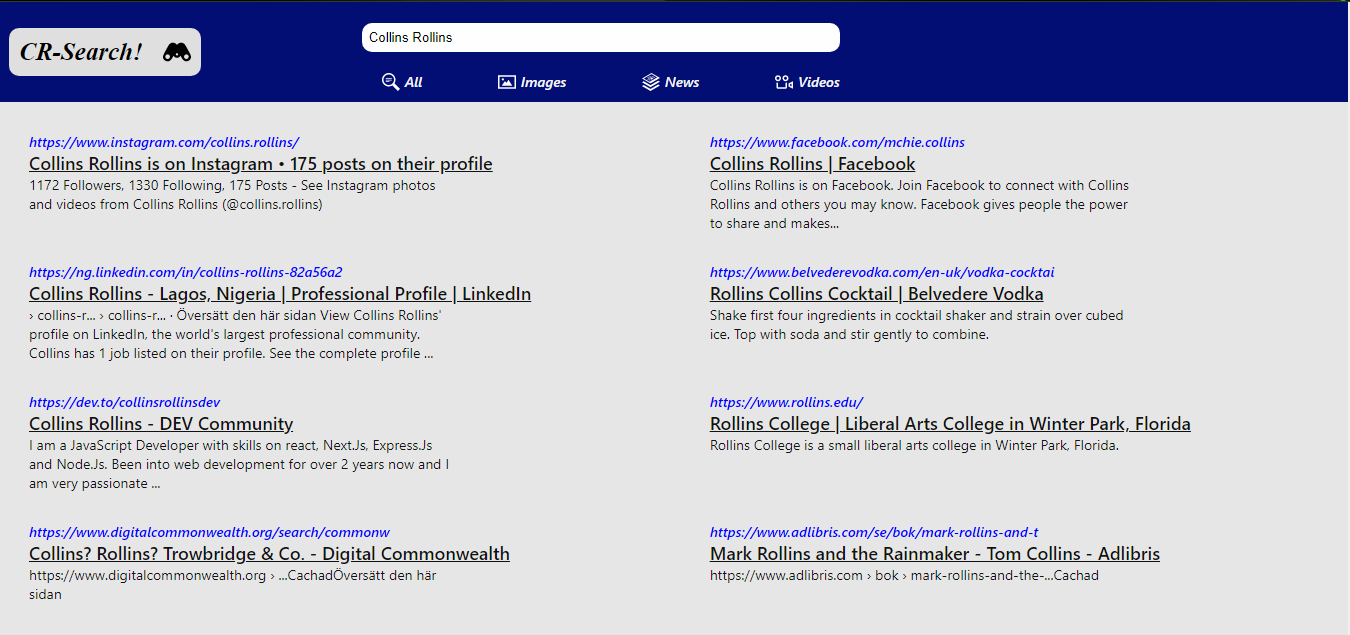 CR-Search!
Collins Rollins
All
Images
News
Videos
https://www.instagram.com/collins.rollins/
Collins Rollins is on Instagram • 175 posts on their profile
1172 Followers, 1330 Following, 175 Posts - See Instagram photos
and videos from Collins Rollins (@collins.rollins)
https://www.facebook.com/mchie.collins
Collins Rollins | Facebook
Collins Rollins is on Facebook. Join Facebook to connect with Collins
Rollins and others you may know. Facebook gives people the power
to share and makes...
https://ng.linkedin.com/in/collins-rollins-82a56a2
Collins Rollins - Lagos, Nigeria | Professional Profile | LinkedIn
› collins-r... › collins-r... · Översätt den här sidan View Collins Rollins'
profile on LinkedIn, the world's largest professional community.
Collins has 1 job listed on their profile. See the complete profile ...
https://www.belvederevodka.com/en-uk/vodka-cocktai
Rollins Collins Cocktail | Belvedere Vodka
Shake first four ingredients in cocktail shaker and strain over cubed
ice. Top with soda and stir gently to combine.
https://dev.to/collinsrollinsdev
Collins Rollins - DEV Community
I am a JavaScript Developer with skills on react, Next.Js, Express.Js
and Node.Js. Been into web development for over 2 years now and I
am very passionate ...
https://www.rollins.edu/
Rollins College | Liberal Arts College in Winter Park, Florida
Rollins College is a small liberal arts college in Winter Park, Florida.
https://www.digitalcommonwealth.org/search/commonw
Collins? Rollins? Trowbridge & Co. - Digital Commonwealth
https://www.digitalcommonwealth.org › ...CachadÖversätt den här
sidan
https://www.adlibris.com/se/bok/mark-rollins-and-t
Mark Rollins and the Rainmaker - Tom Collins - Adlibris
https://www.adlibris.com › bok › mark-rollins-and-the-...Cachad